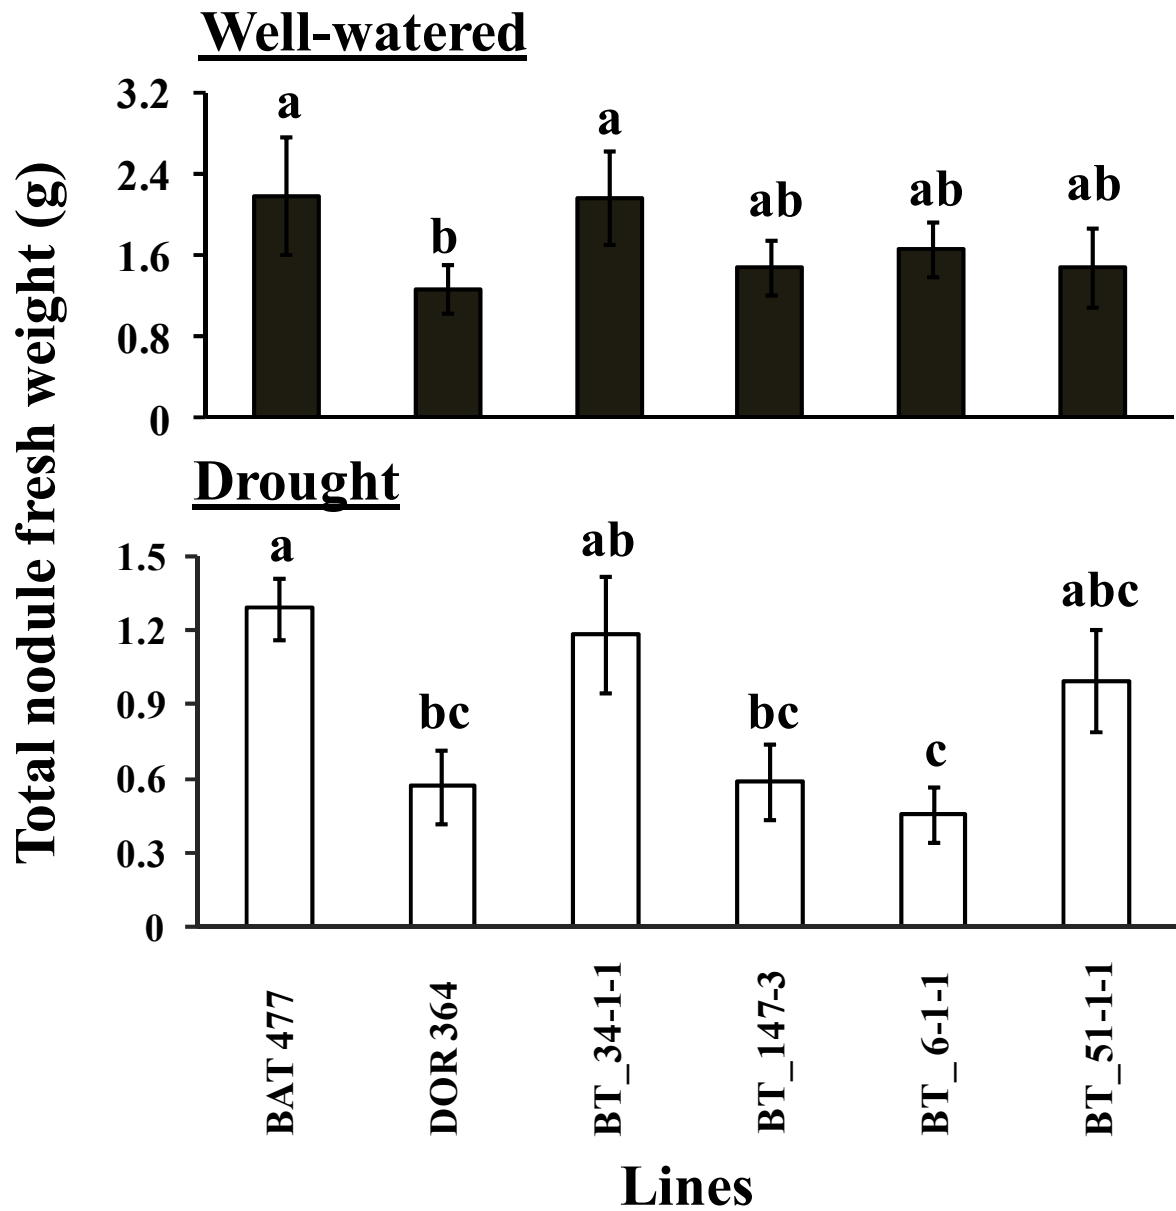 Well-watered
3.2
2.4
1.6
0.8
0
a
b
a
ab
ab
ab
Total nodule fresh weight (g)
Drought
1.5
1.2
0.9
0.6
0.3
0
a
bc
ab
bc
c
abc
BAT 477
DOR 364
BT_34-1-1
BT_147-3
BT_6-1-1
BT_51-1-1
Lines